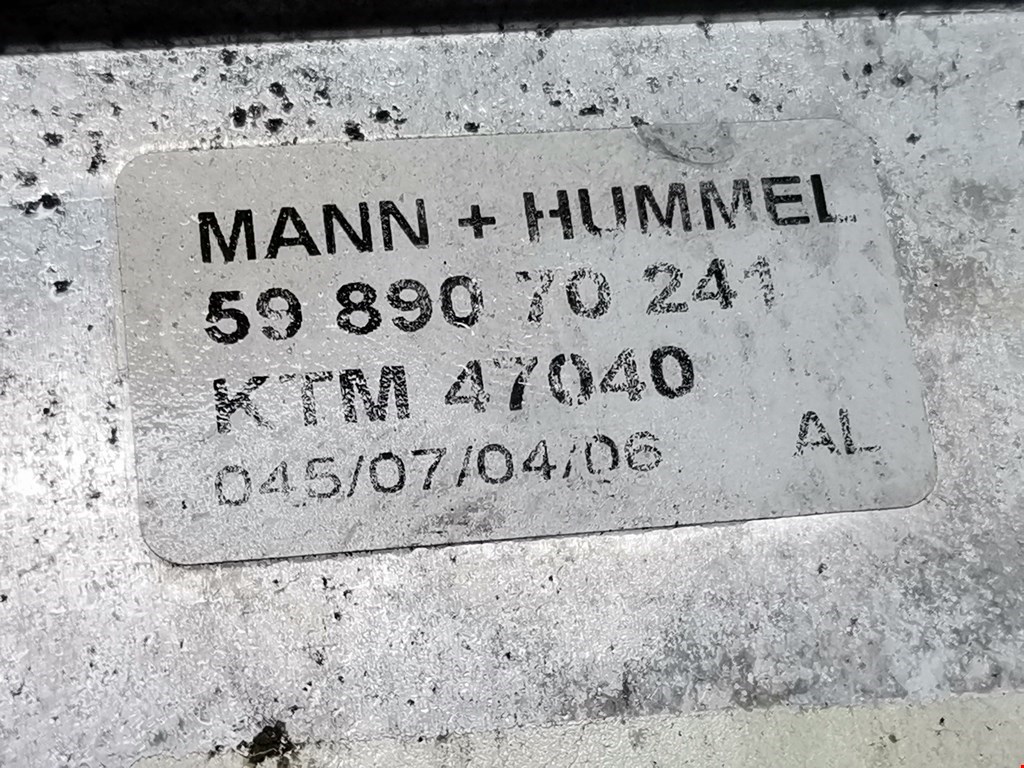 MANN + HUMMEL
59 890 70 241
KTM 47040
045/07/04/06
AL